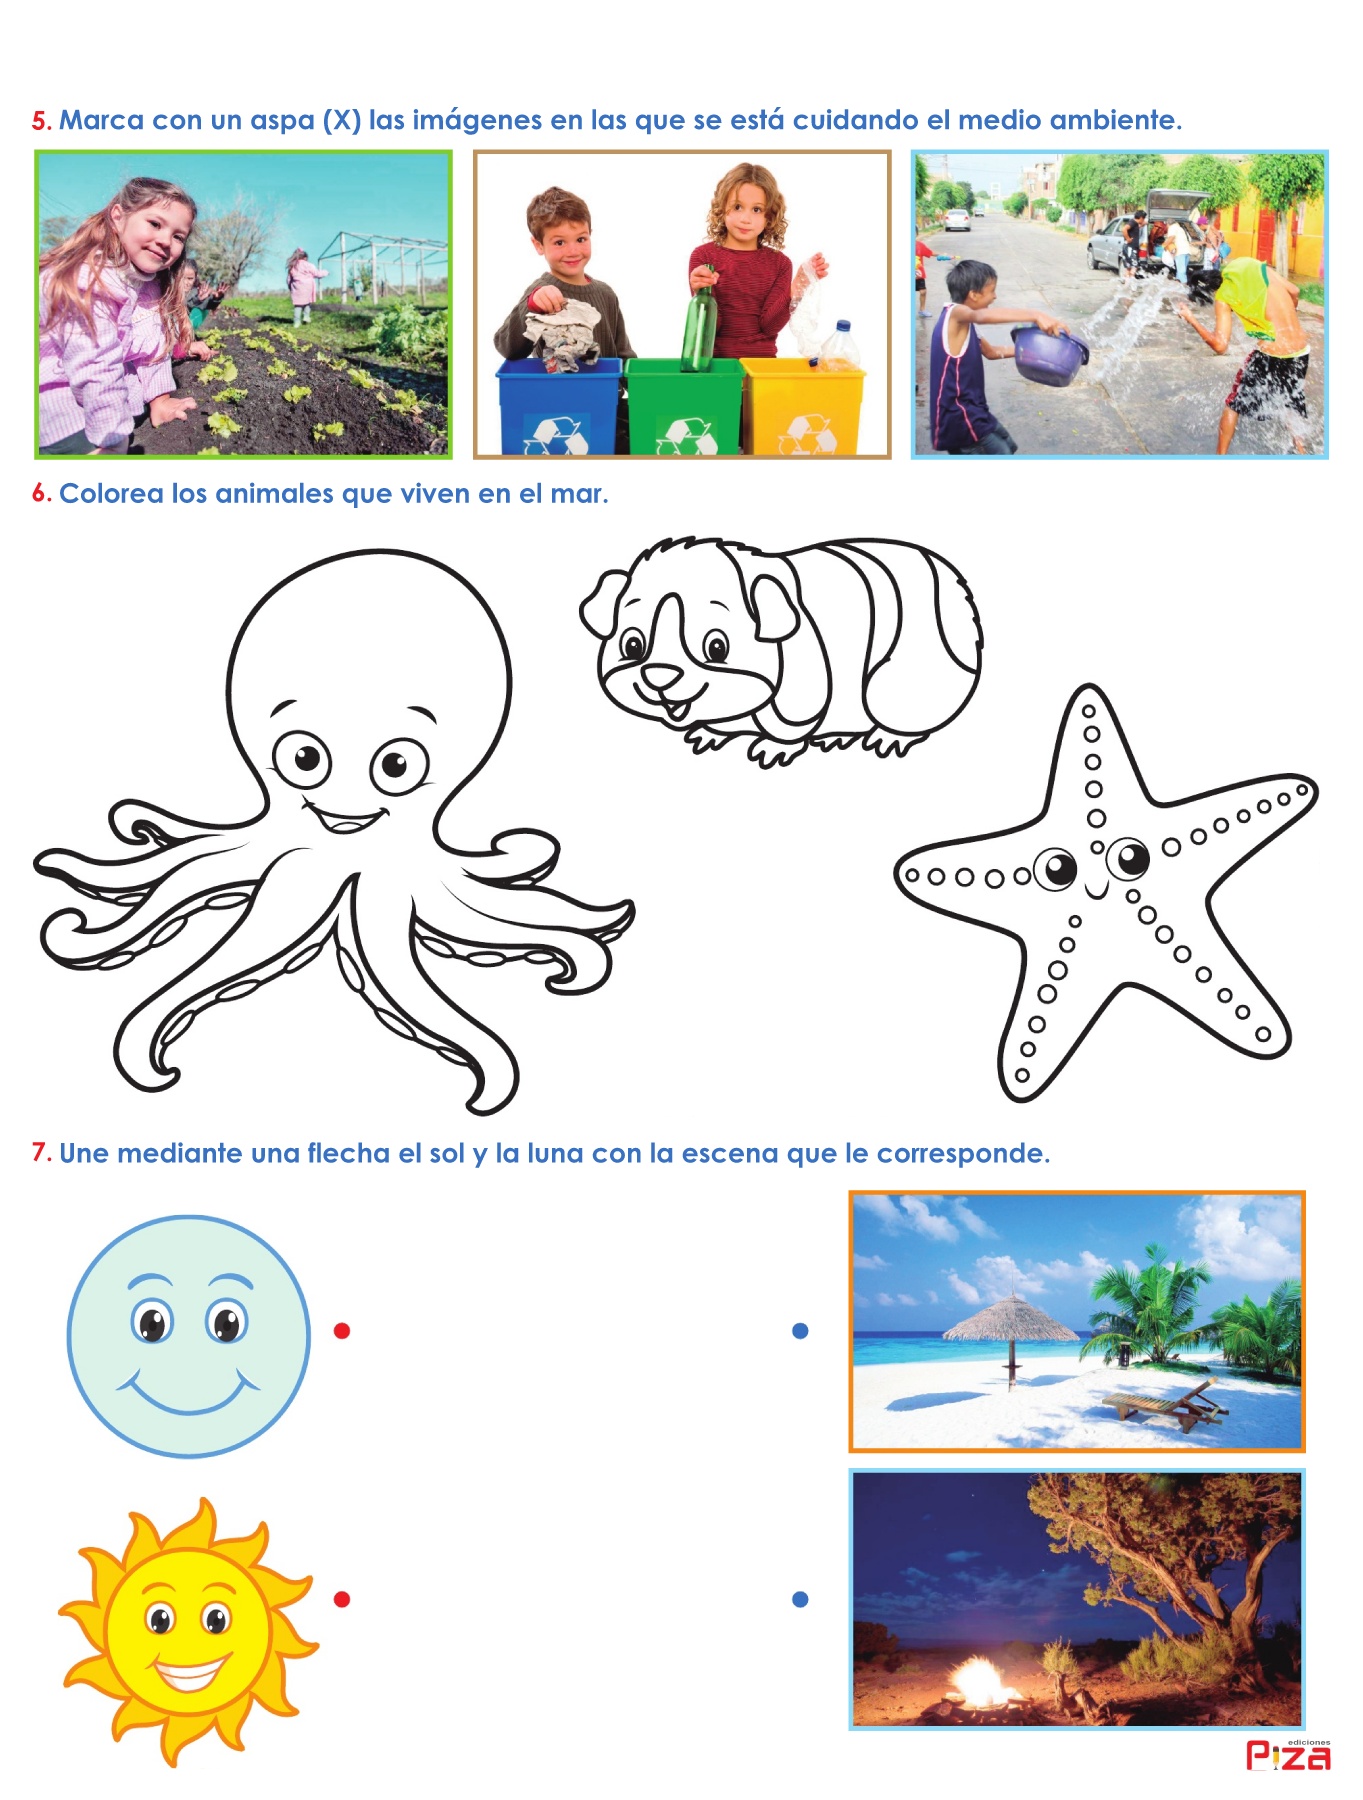 5. Marca con un aspa (X) las imágenes en las que se está cuidando el medio ambiente.
6. Colorea los animales que viven en el mar.
7. Une mediante una flecha el sol y la luna con la escena que le corresponde.
ediciones
Piza